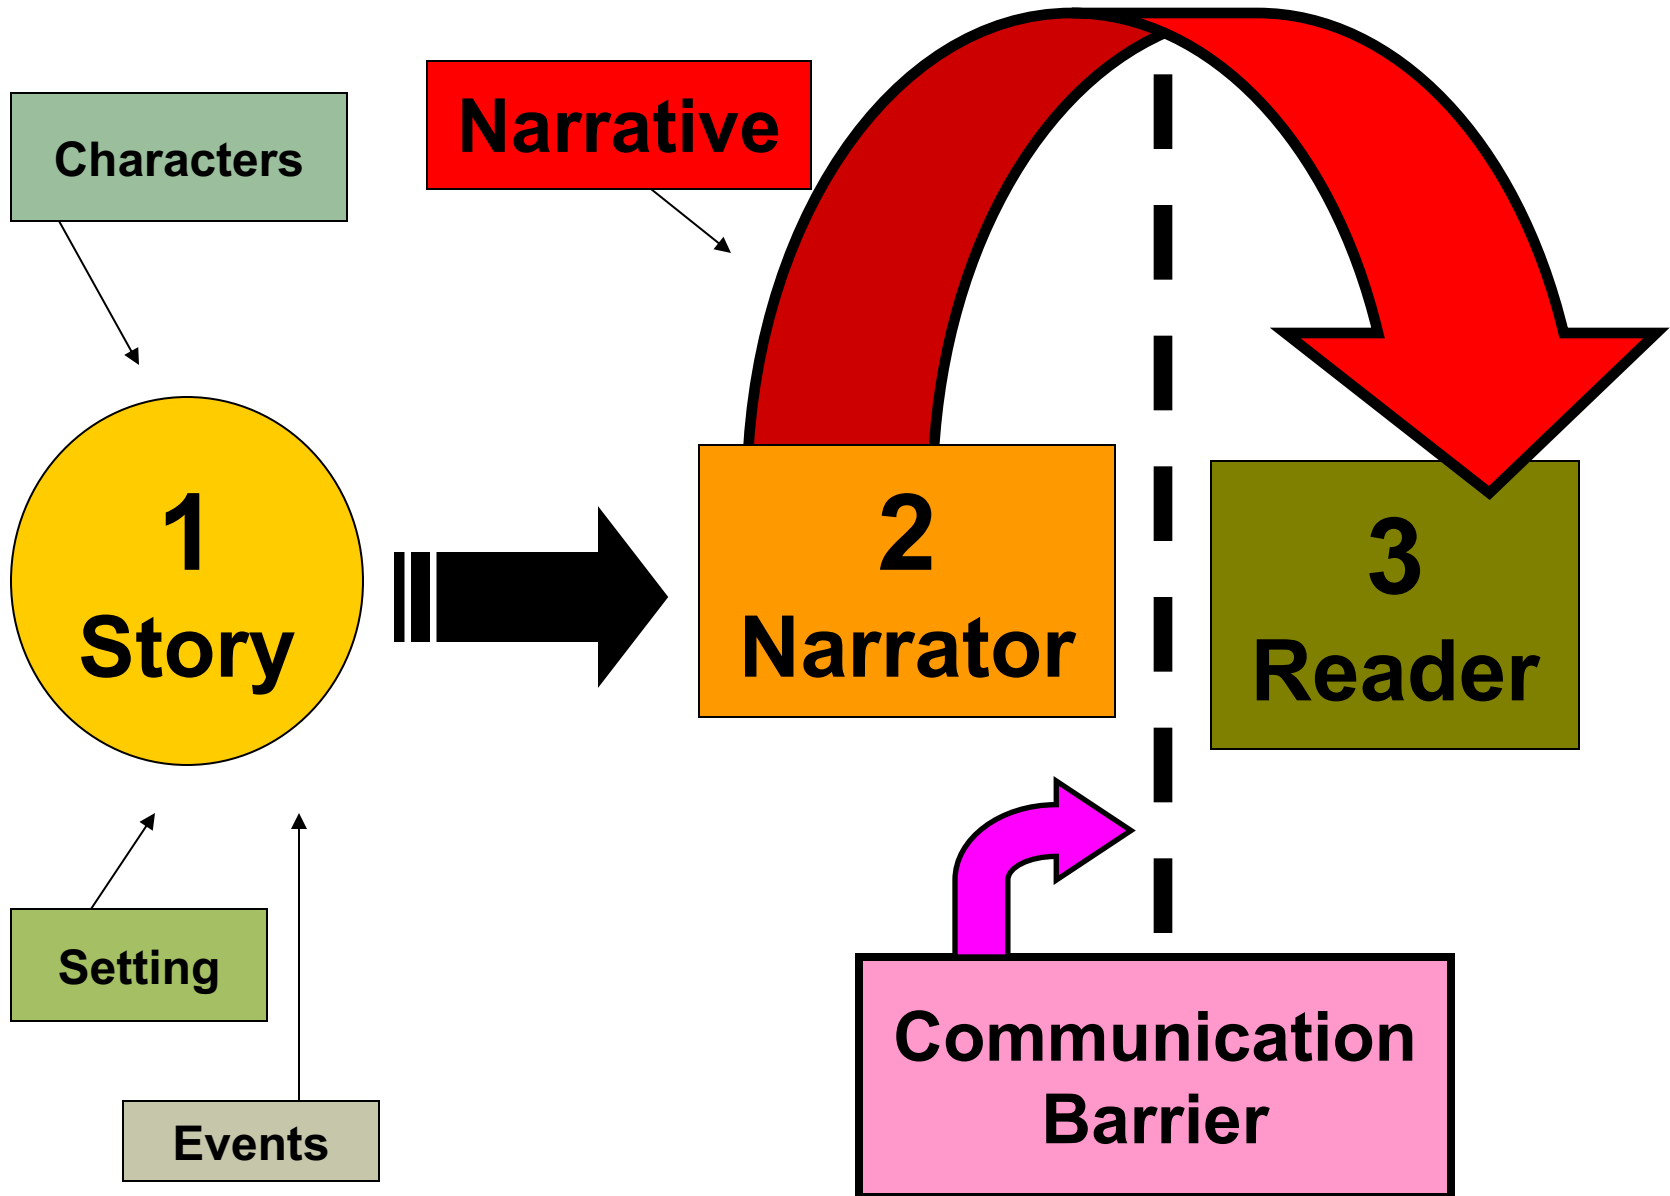 Characters
Narrative
1
Story
2
Narrator
3
Reader
Setting
Events
Communication
Barrier